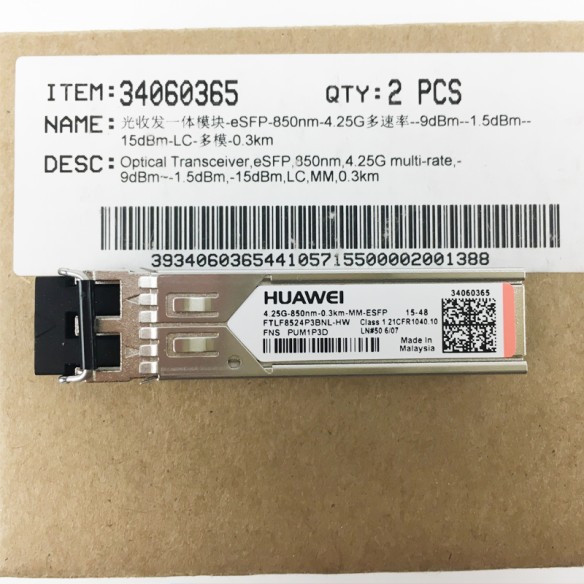 ITEM:34060365 QTY:2 PCS
NAME:光收发一体模块-eSFP-850nm-4.25G多速率--9dBm--1.5dBm--
15dBm-LC-多模-0.3km
DESC:Optical Transceiver,eSFP,850nm,4.25G multi-rate,-
9dBm~-1.5dBm,-15dBm,LC,MM,0.3km
393406036544105715500002001388
HUAWEI 34060365
4.25G-850nm-0.3km-MM-ESFP 15-48
FTLF8524P3BNL-HW Class 1 21CFR1040.10
FNS PUM1P3D LN#50 6/07
Made in
Malaysia